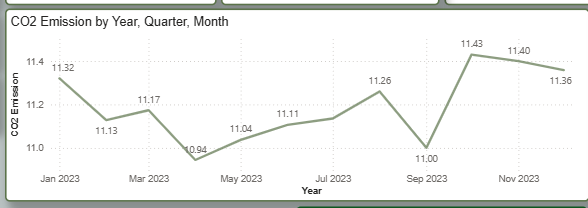 CO2 Emission by Year, Quarter, Month
CO2 Emission
11.4
11.2
11.0
11.32
11.13
11.17
10.94
11.04
11.11
11.26
11.00
11.43
11.40
11.36
Jan 2023
Mar 2023
May 2023
Jul 2023
Sep 2023
Nov 2023
Year